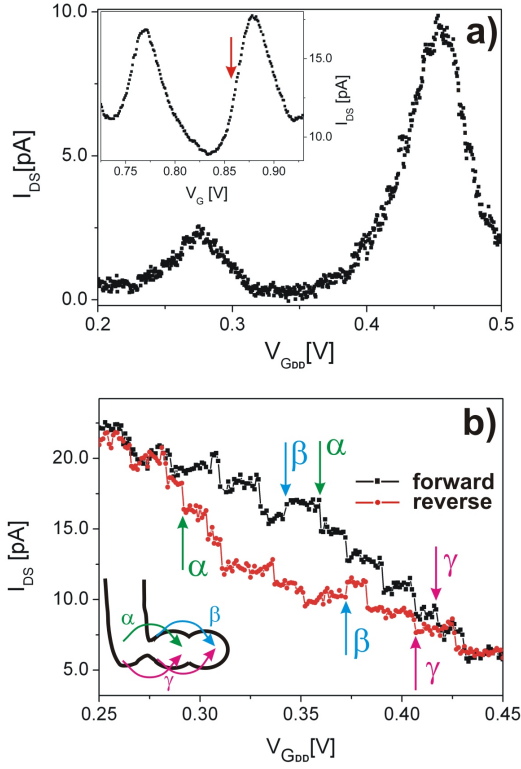 a)
10.0
5.0
0.0
I_DS[pA]
0.2
0.3
0.4
0.5
V_GDD[V]
15.0
10.0
I_DS [pA]
0.75
0.80
0.85
0.90
V_G [V]
b)
20.0
15.0
10.0
5.0
I_DS [pA]
β
α
forward
reverse
α
γ
β
γ
α
β
γ
0.25
0.30
0.35
0.40
0.45
V_GDD[V]